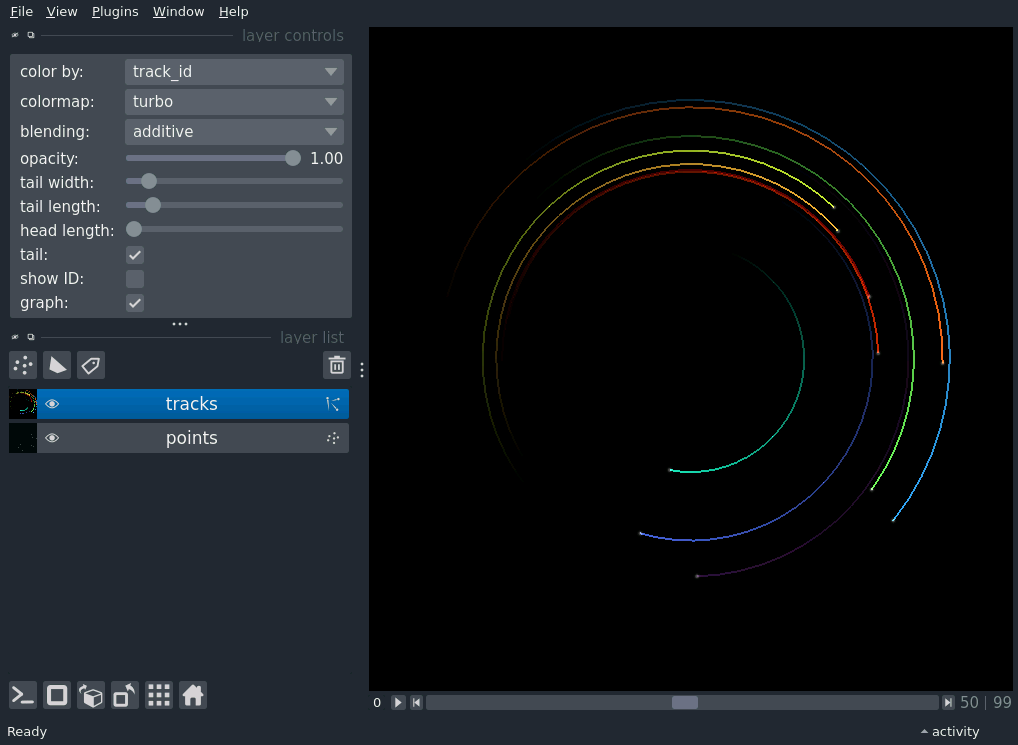 File View Plugins Window Help
layer controls
color by: track_id
colormap: turbo
blending: additive
opacity: 1.00
tail width:
tail length:
head length:
tail:
show ID:
graph:
layer list
tracks
points
0 50 | 99
Ready activity